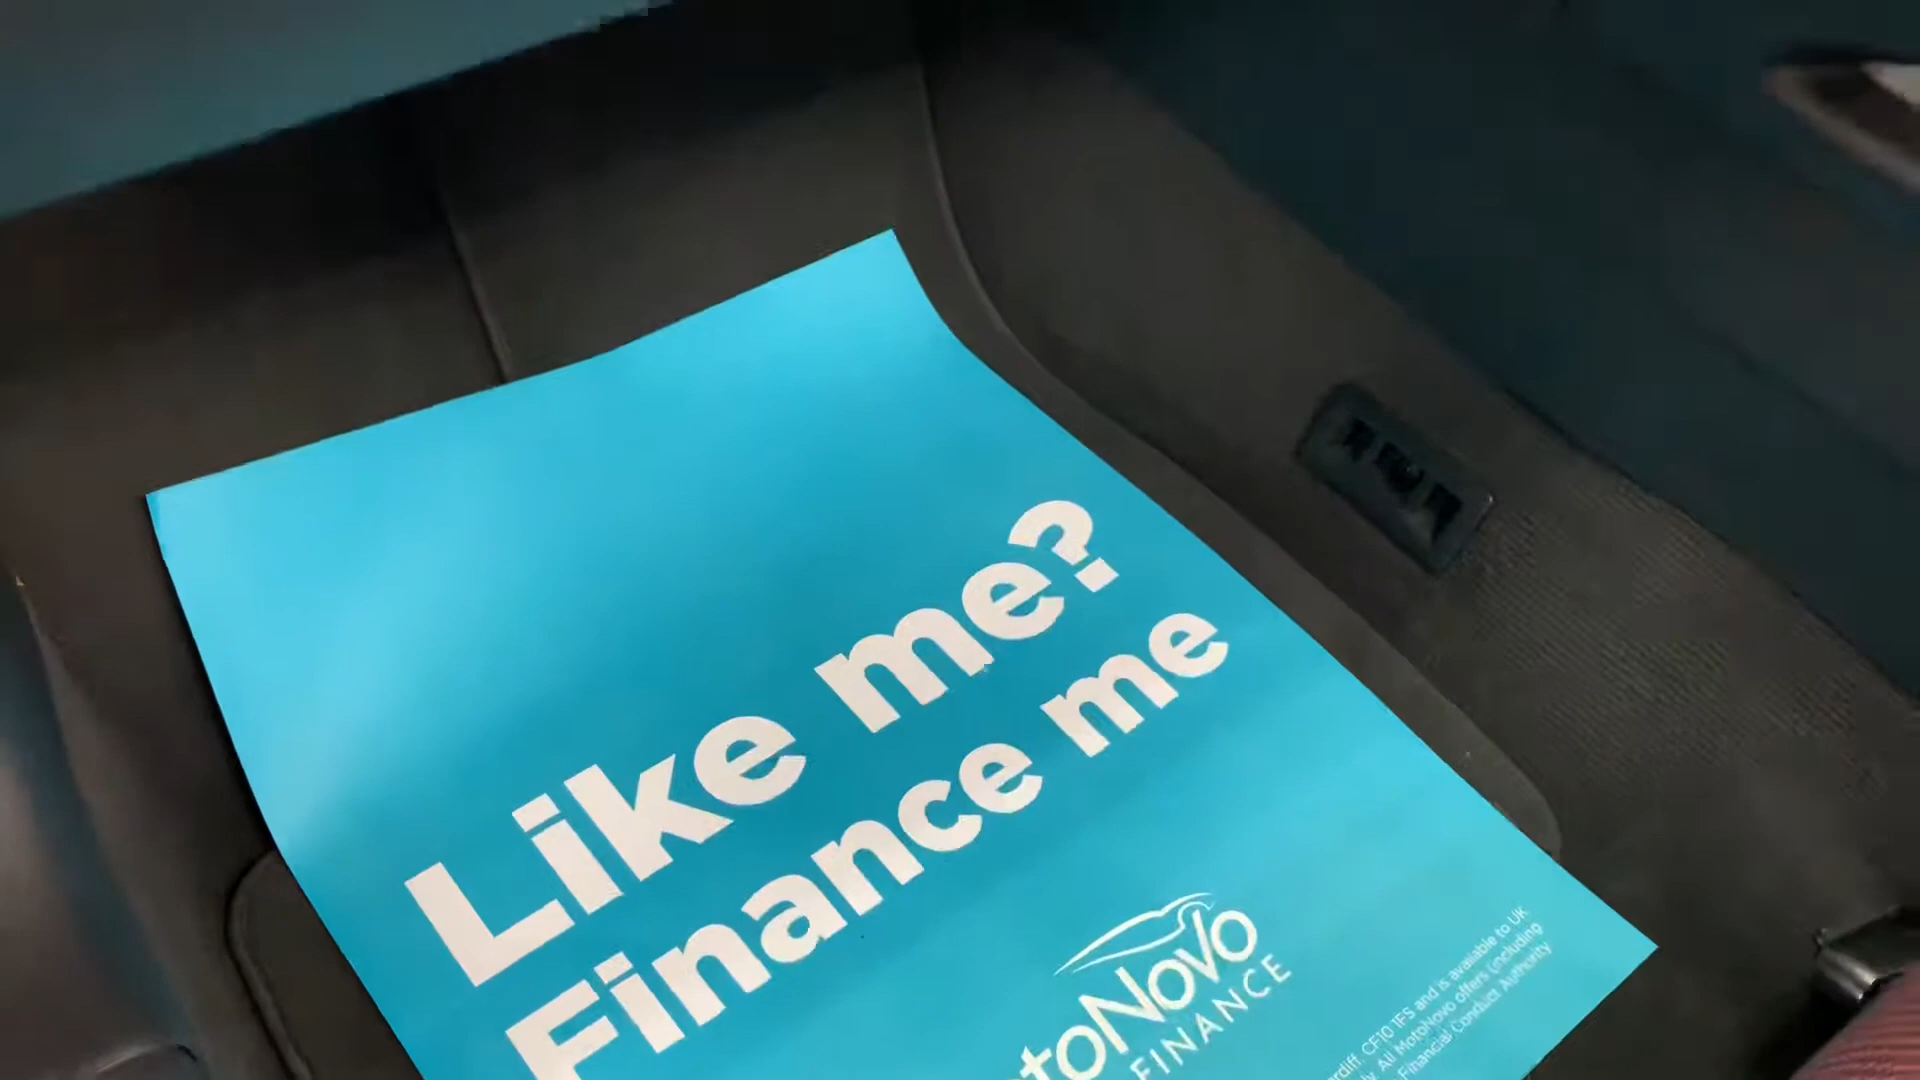 Like me?
Finance me
toNovo
FINANCE
rdiff, CF10 1FS and is available to UK
y. All MotoNovo offers (including
Financial Conduct Authority